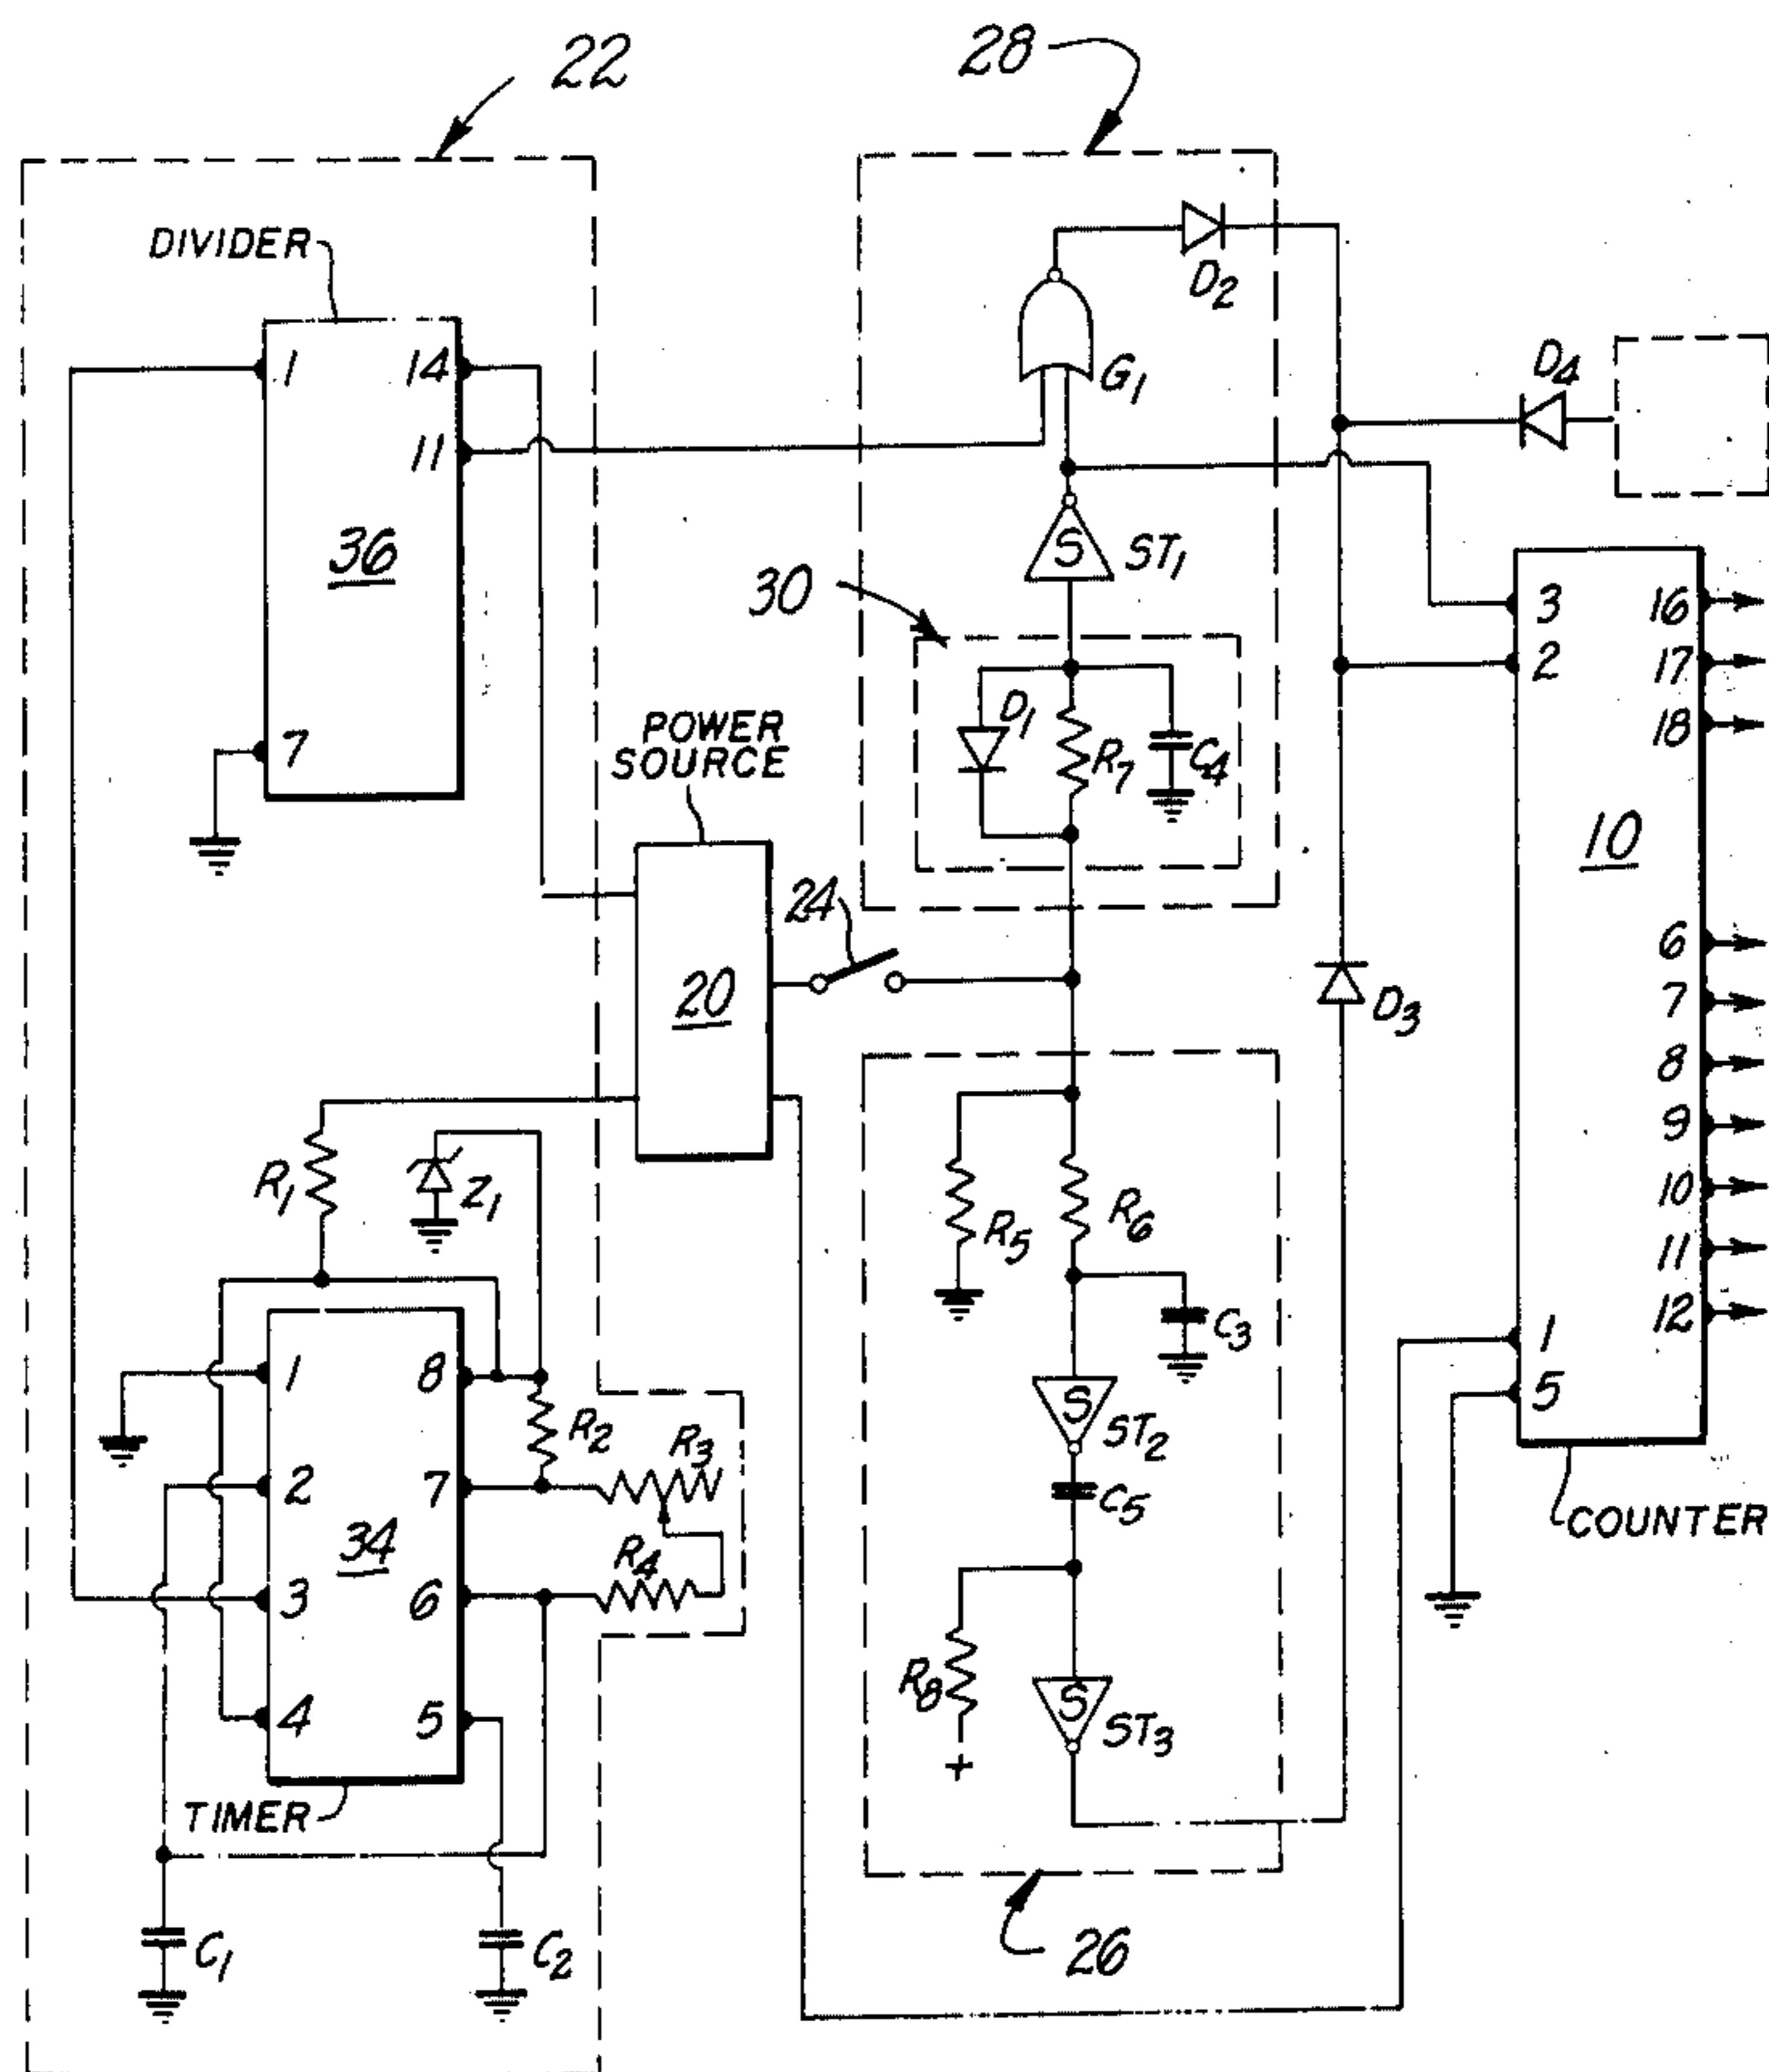 22
28
DIVIDER
1
14
11
36
7
D2
G1
D4
S
ST1
30
D1
R7
C4
POWER
SOURCE
24
20
3
2
16
17
18
10
6
7
8
9
10
11
12
1
5
COUNTER
D3
R1
Z1
R5
R6
C3
S
ST2
C5
R8
+
S
ST3
1
2
3
4
8
7
6
5
34
R2
R3
R4
TIMER
C1
C2
26